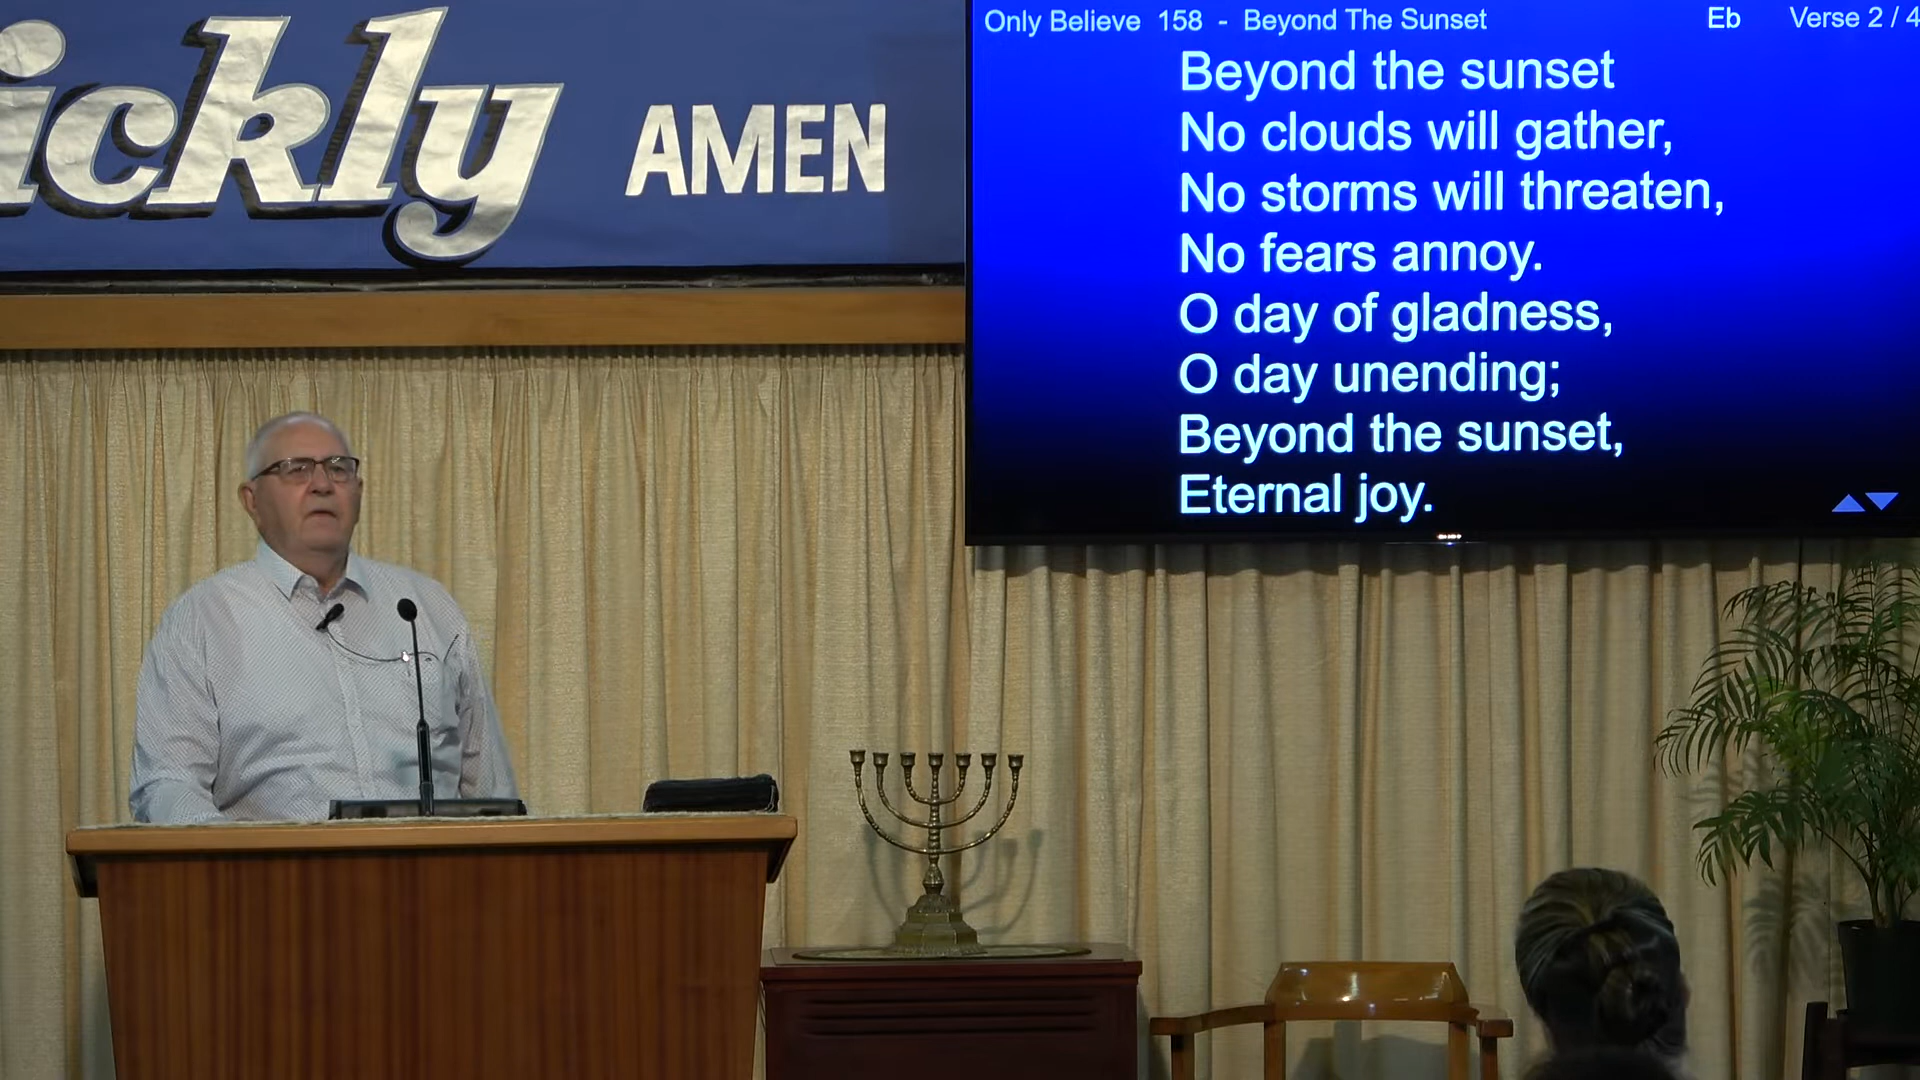 ickly AMEN
Only Believe 158 - Beyond The Sunset Eb Verse 2 / 4
Beyond the sunset
No clouds will gather,
No storms will threaten,
No fears annoy.
O day of gladness,
O day unending;
Beyond the sunset,
Eternal joy.